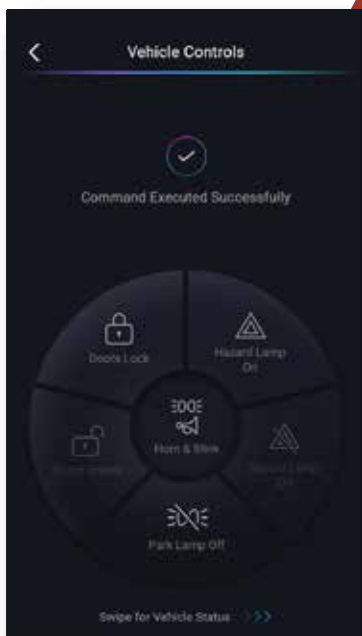 Vehicle Controls
Command Executed Successfully
Doors Lock
Hazard Lamp
On
Horn & Blink
Park Lamp Off
Swipe for Vehicle Status >>>